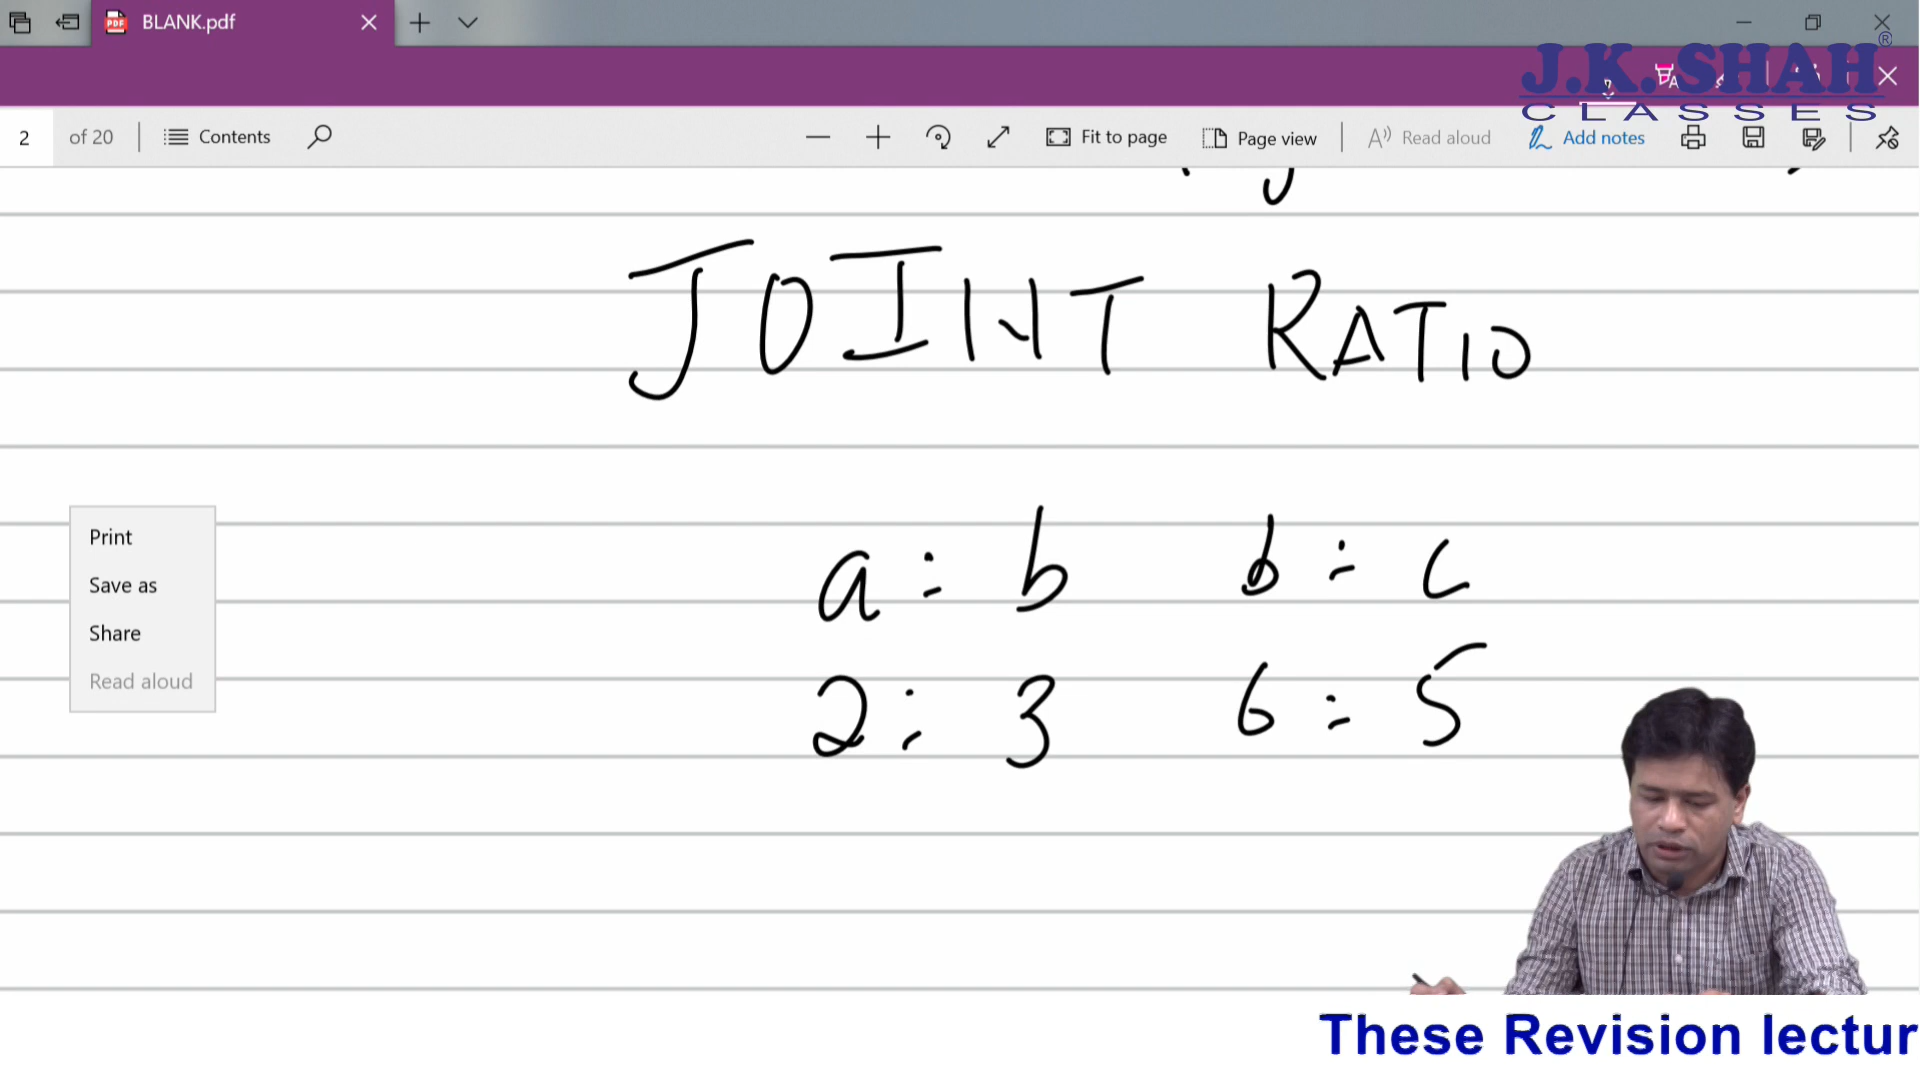 BLANK.pdf
J.K.SHAH®
CLASSES
2 of 20 Contents Fit to page Page view Read aloud Add notes
JOINT RATIO
a : b b : c
2 : 3 6 : 5
Print
Save as
Share
Read aloud
These Revision lectur